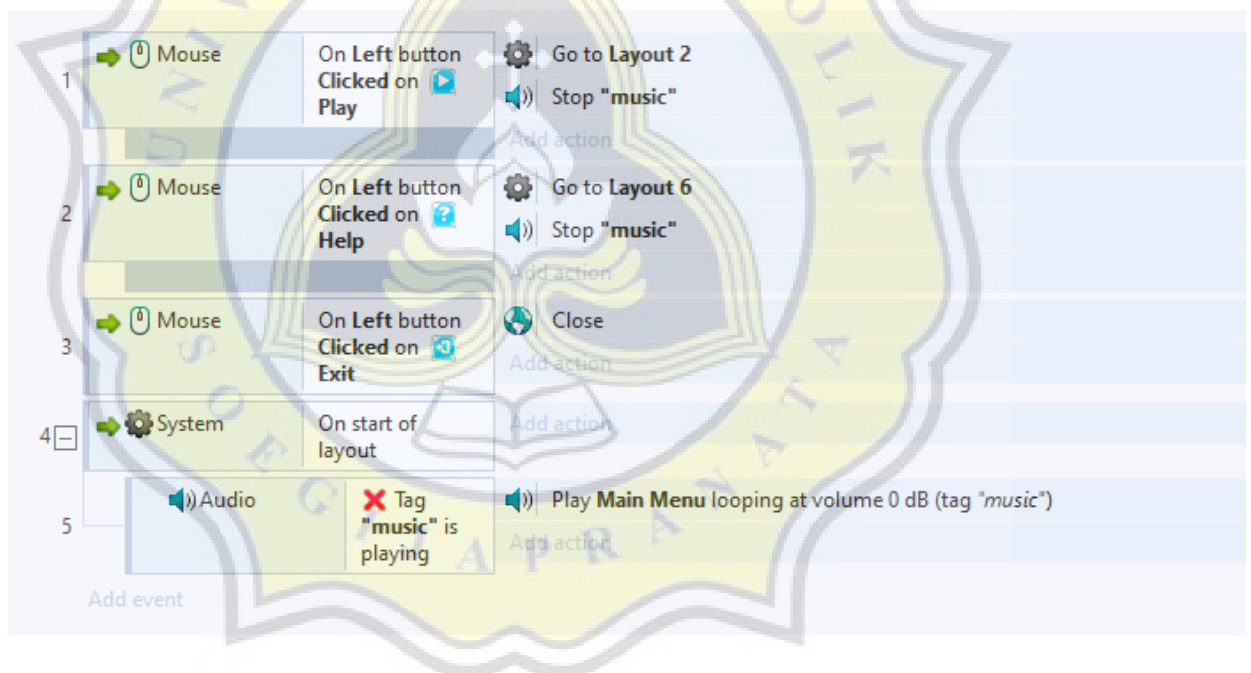 1
Mouse
On Left button
Clicked on
Play
Go to Layout 2
Stop "music"
Add action
2
Mouse
On Left button
Clicked on
Help
Go to Layout 6
Stop "music"
Add action
3
Mouse
On Left button
Clicked on
Exit
Close
Add action
4
System
On start of
layout
Add action
5
Audio
Tag
"music" is
playing
Play Main Menu looping at volume 0 dB (tag "music")
Add action
Add event
SOEGIJAPRANATA